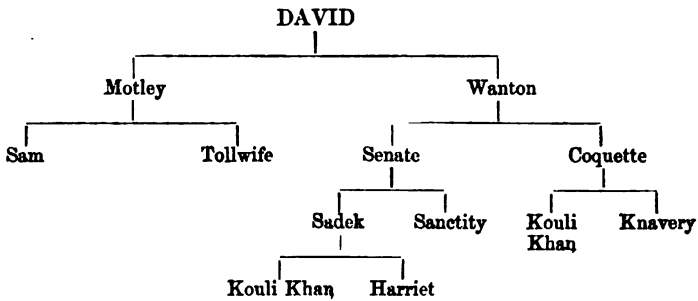 DAVID
Motley Wanton
Sam Tollwife Senate Coquette
Sadek Sanctity Kouli Khan Knavery
Kouli Khan Harriet